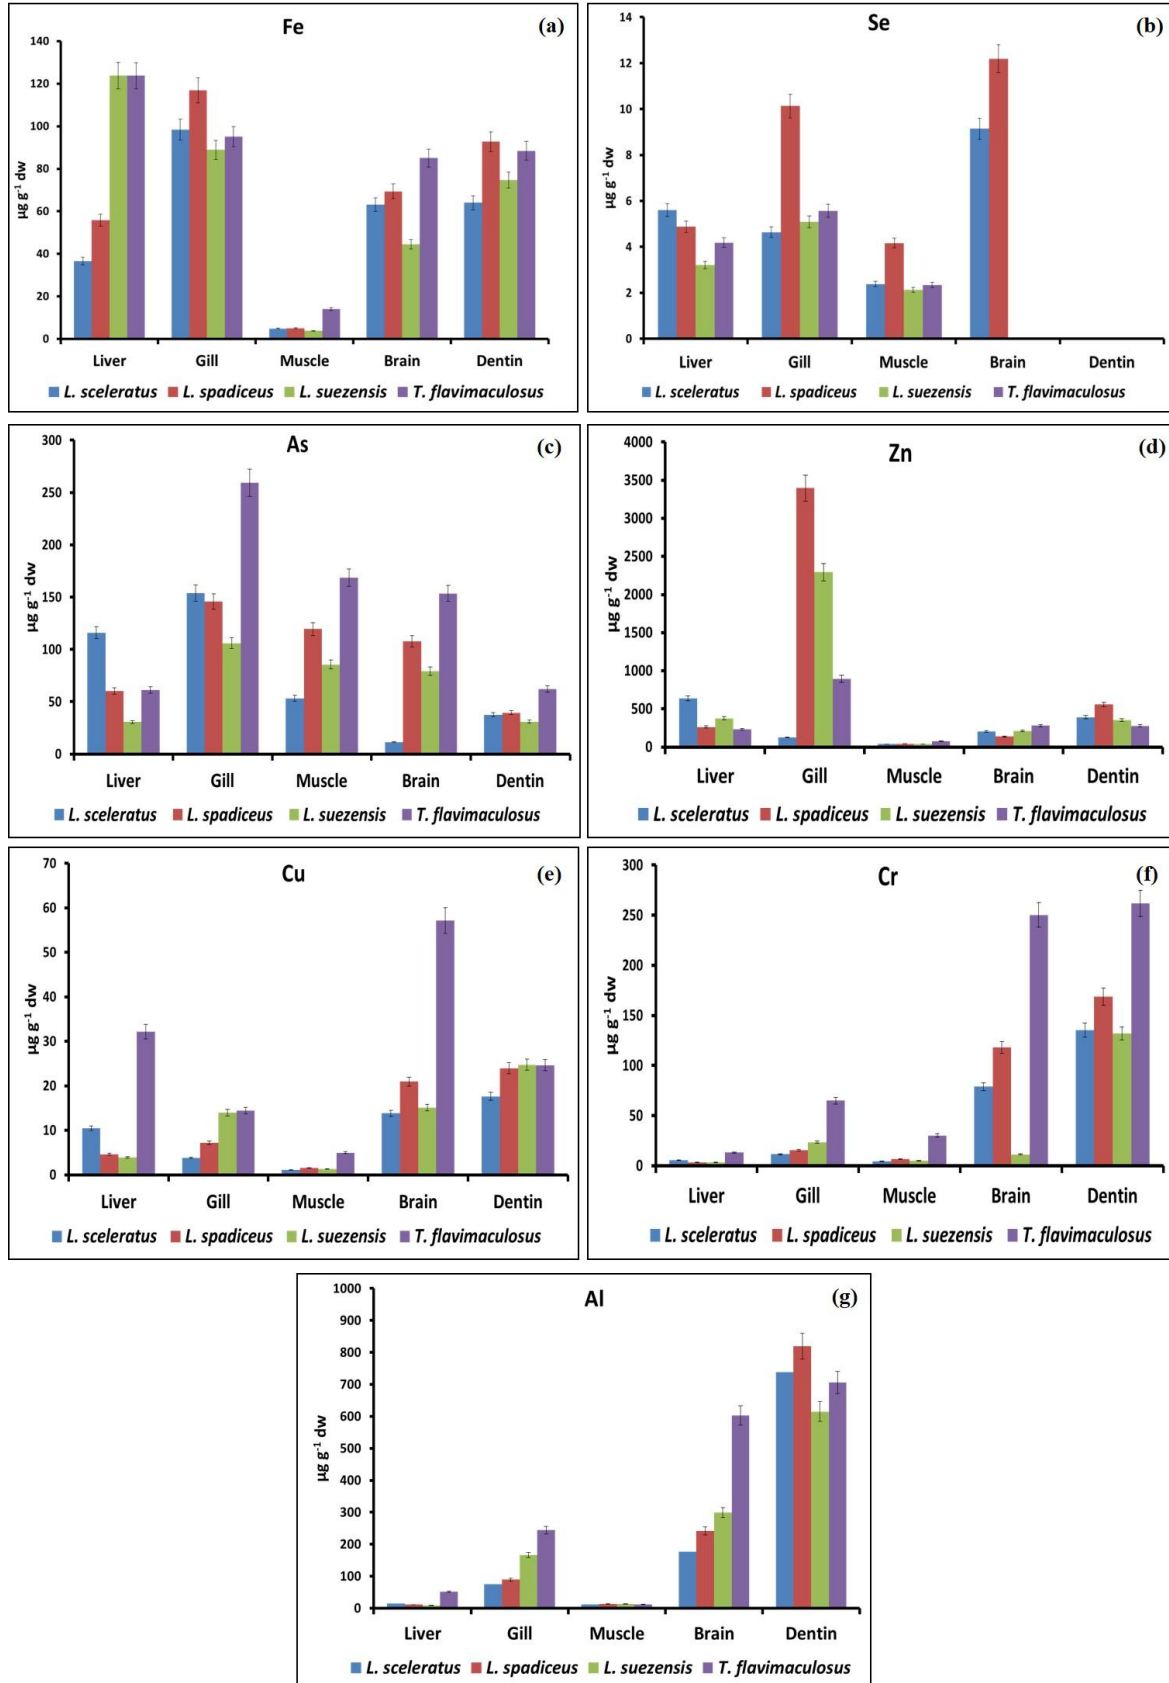 Fe
(a)
140
120
100
80
60
40
20
0
µg g⁻¹ dw
Liver Gill Muscle Brain Dentin
L. sceleratus L. spadiceus L. suezensis T. flavimaculosus
Se
(b)
14
12
10
8
6
4
2
0
µg g⁻¹ dw
Liver Gill Muscle Brain Dentin
L. sceleratus L. spadiceus L. suezensis T. flavimaculosus
As
(c)
300
250
200
150
100
50
0
µg g⁻¹ dw
Liver Gill Muscle Brain Dentin
L. sceleratus L. spadiceus L. suezensis T. flavimaculosus
Zn
(d)
4000
3500
3000
2500
2000
1500
1000
500
0
µg g⁻¹ dw
Liver Gill Muscle Brain Dentin
L. sceleratus L. spadiceus L. suezensis T. flavimaculosus
Cu
(e)
70
60
50
40
30
20
10
0
µg g⁻¹ dw
Liver Gill Muscle Brain Dentin
L. sceleratus L. spadiceus L. suezensis T. flavimaculosus
Cr
(f)
300
250
200
150
100
50
0
µg g⁻¹ dw
Liver Gill Muscle Brain Dentin
L. sceleratus L. spadiceus L. suezensis T. flavimaculosus
Al
(g)
1000
900
800
700
600
500
400
300
200
100
0
µg g⁻¹ dw
Liver Gill Muscle Brain Dentin
L. sceleratus L. spadiceus L. suezensis T. flavimaculosus